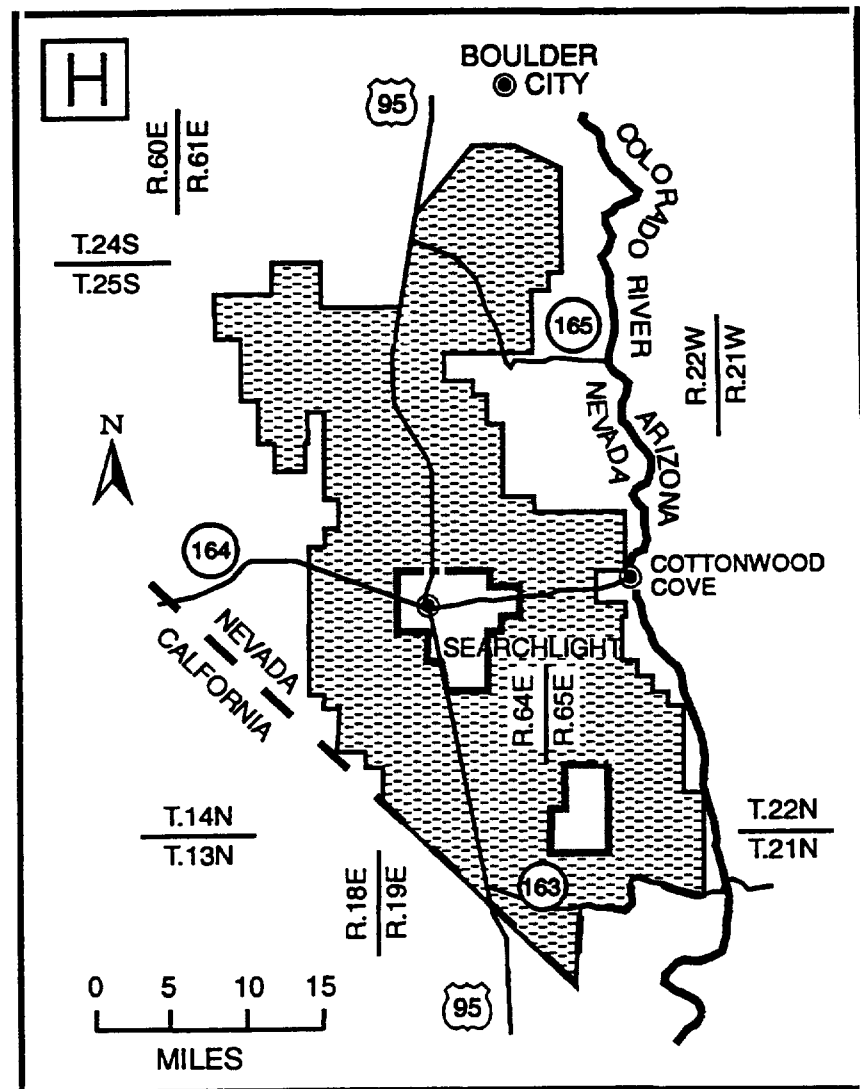 H
BOULDER
CITY
95
R.60E
R.61E
COLORADO RIVER
T.24S
T.25S
165
R.22W
R.21W
NEVADA
ARIZONA
N
164
COTTONWOOD
COVE
NEVADA
CALFORNIA
SEARCHLIGHT
R.64E
R.65E
T.14N
T.13N
T.22N
T.21N
R.18E
R.19E
163
0 5 10 15
MILES
95